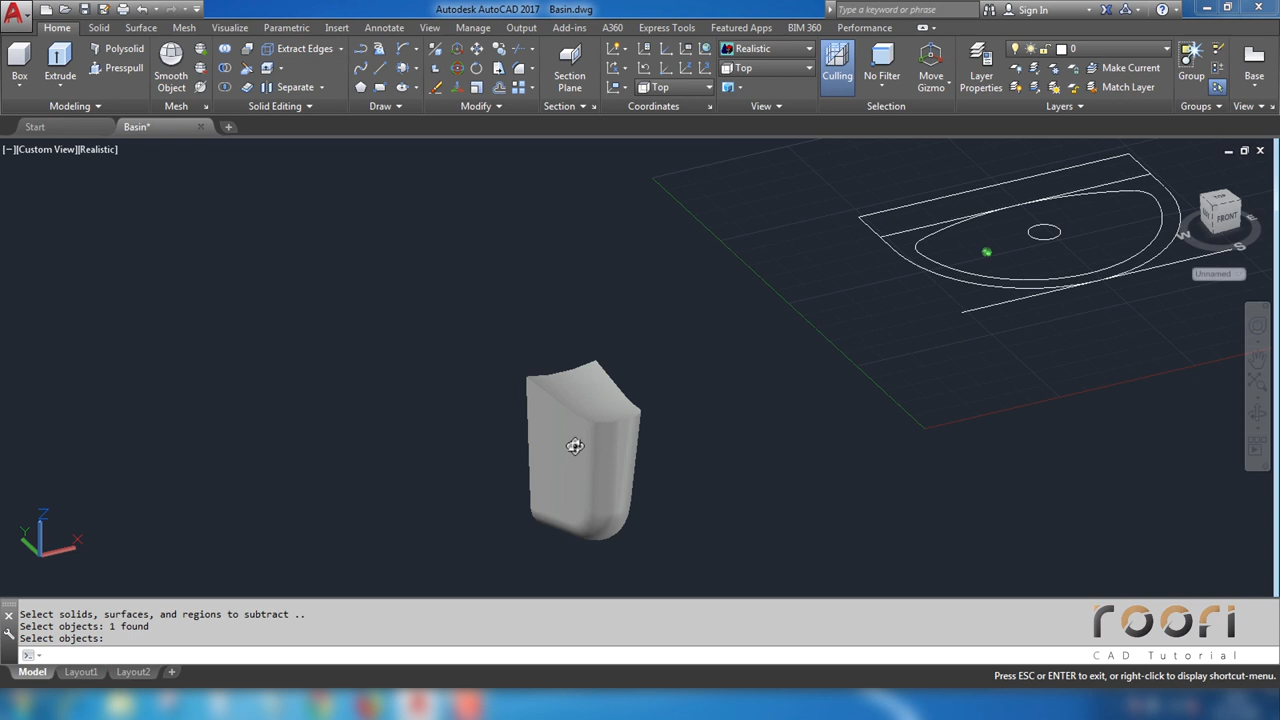 Autodesk AutoCAD 2017 Basin.dwg
Type a keyword or phrase
Sign In
Home Solid Surface Mesh Visualize Parametric Insert Annotate View Manage Output Add-ins A360 Express Tools Featured Apps BIM 360 Performance
Box
Extrude
Polysolid
Presspull
Smooth Object
Extract Edges
Separate
Section Plane
Realistic
Top
Top
Culling
No Filter
Move Gizmo
Layer Properties
0
Make Current
Match Layer
Group
Base
Modeling
Mesh
Solid Editing
Draw
Modify
Section
Coordinates
View
Selection
Layers
Groups
View
Start
Basin*
[−][Custom View][Realistic]
TOP
FRONT
W
S
E
Unnamed
Z
Y
X
Select solids, surfaces, and regions to subtract ..
Select objects: 1 found
Select objects:
roori
CAD Tutorial
Model Layout1 Layout2 +
Press ESC or ENTER to exit, or right-click to display shortcut-menu.